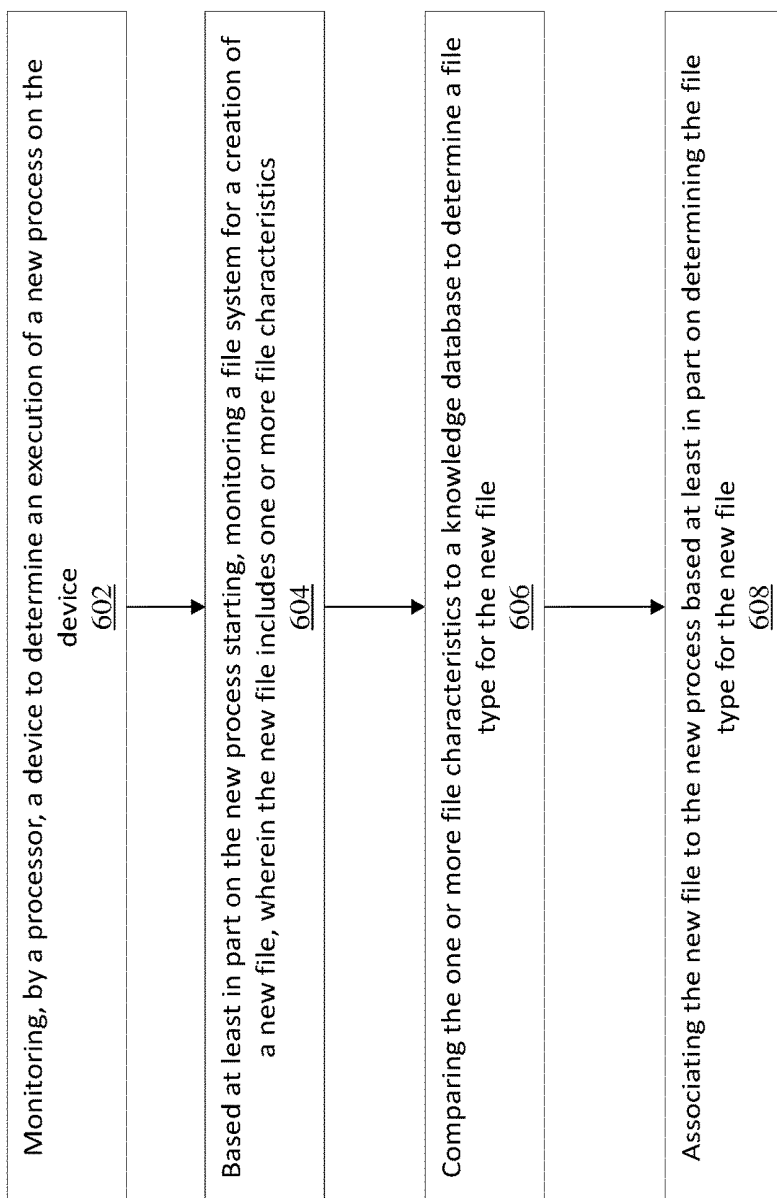 Monitoring, by a processor, a device to determine an execution of a new process on the
device
602
Based at least in part on the new process starting, monitoring a file system for a creation of
a new file, wherein the new file includes one or more file characteristics
604
Comparing the one or more file characteristics to a knowledge database to determine a file
type for the new file
606
Associating the new file to the new process based at least in part on determining the file
type for the new file
608